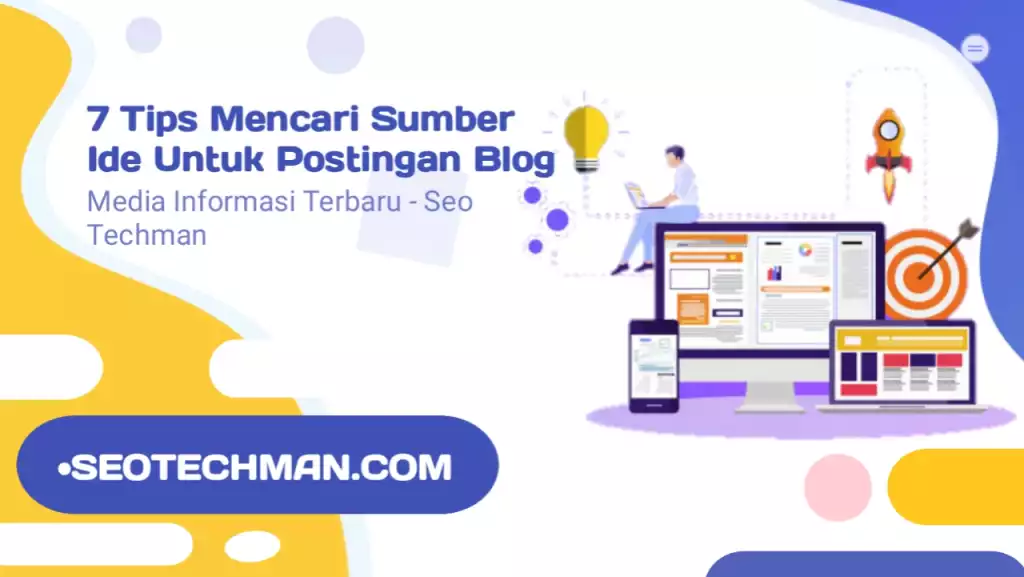 7 Tips Mencari Sumber
Ide Untuk Postingan Blog
Media Informasi Terbaru - Seo
Techman
•SEOTECHMAN.COM